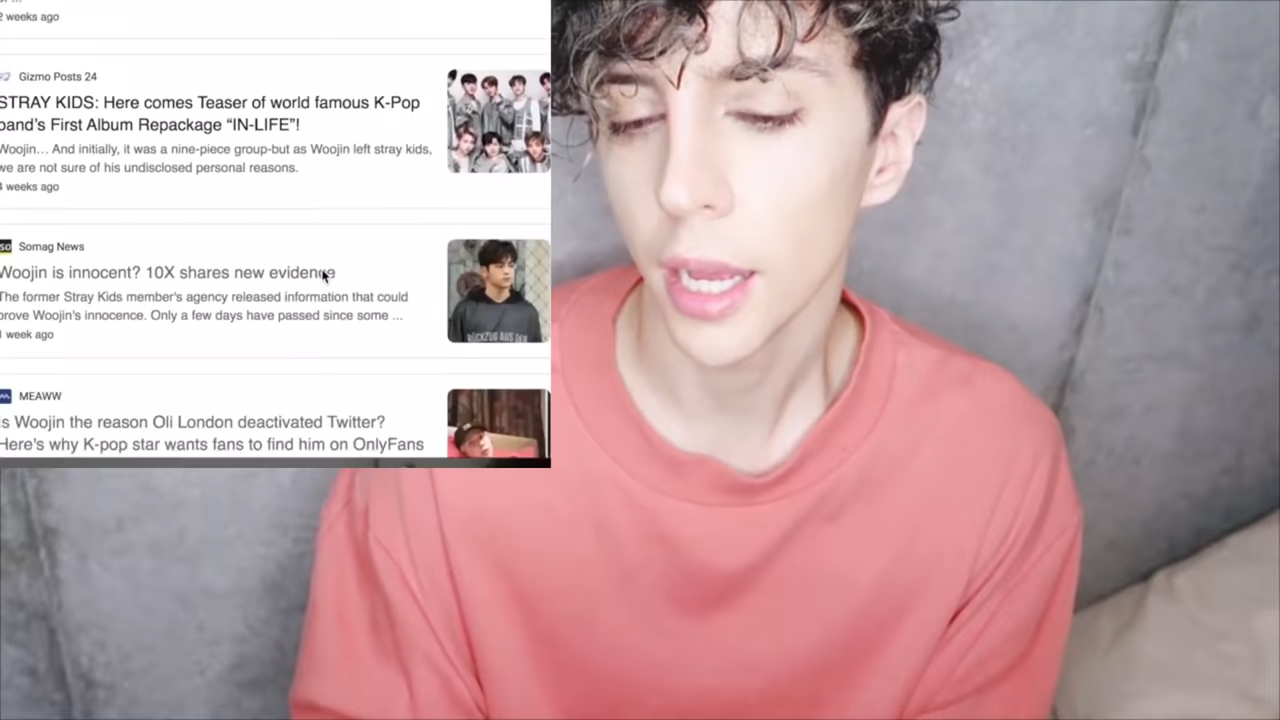 2 weeks ago
Gizmo Posts 24
STRAY KIDS: Here comes Teaser of world famous K-Pop
band's First Album Repackage “IN-LIFE”!
Woojin... And initially, it was a nine-piece group-but as Woojin left stray kids,
we are not sure of his undisclosed personal reasons.
4 weeks ago
Somag News
Woojin is innocent? 10X shares new evidence
The former Stray Kids member's agency released information that could
prove Woojin's innocence. Only a few days have passed since some ...
1 week ago
RÜCKZUG AUS DER
MEAWW
Is Woojin the reason Oli London deactivated Twitter?
Here's why K-pop star wants fans to find him on OnlyFans